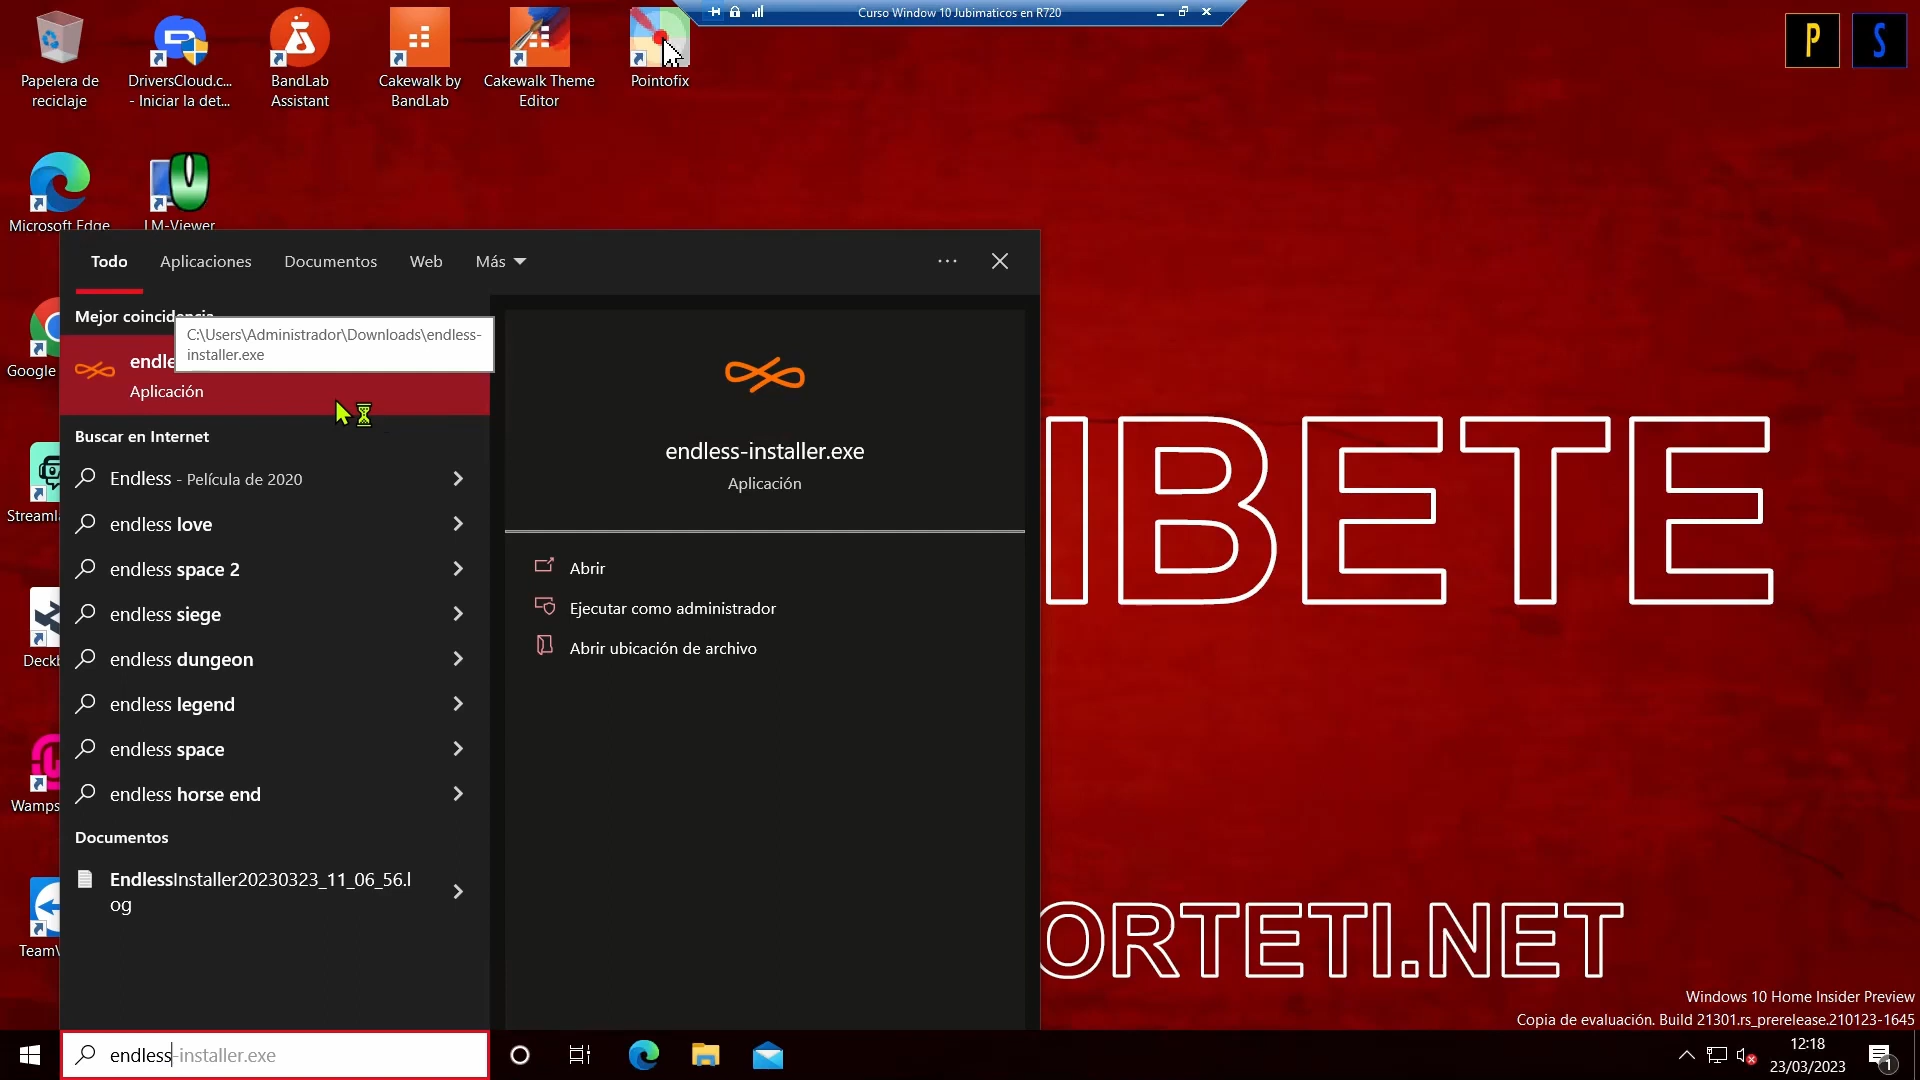 Curso Window 10 Jubimaticos en R720
P
S
Papelera de
reciclaje
DriversCloud.c...
- Iniciar la det...
BandLab
Assistant
Cakewalk by
BandLab
Cakewalk Theme
Editor
Pointofix
Microsoft Edge
LM-Viewer
Google
Deckb
Wamps
TeamV
Todo
Aplicaciones
Documentos
Web
Más
Mejor coincidencia
C:\Users\Administrador\Downloads\endless-
installer.exe
endle
Aplicación
Buscar en Internet
Endless - Película de 2020
endless love
endless space 2
endless siege
endless dungeon
endless legend
endless space
endless horse end
Documentos
EndlessInstaller20230323_11_06_56.l
og
endless-installer.exe
Aplicación
Abrir
Ejecutar como administrador
Abrir ubicación de archivo
IBETE
ORTETI.NET
Windows 10 Home Insider Preview
Copia de evaluación. Build 21301.rs_prerelease.210123-1645
endless-installer.exe
12:18
23/03/2023
1